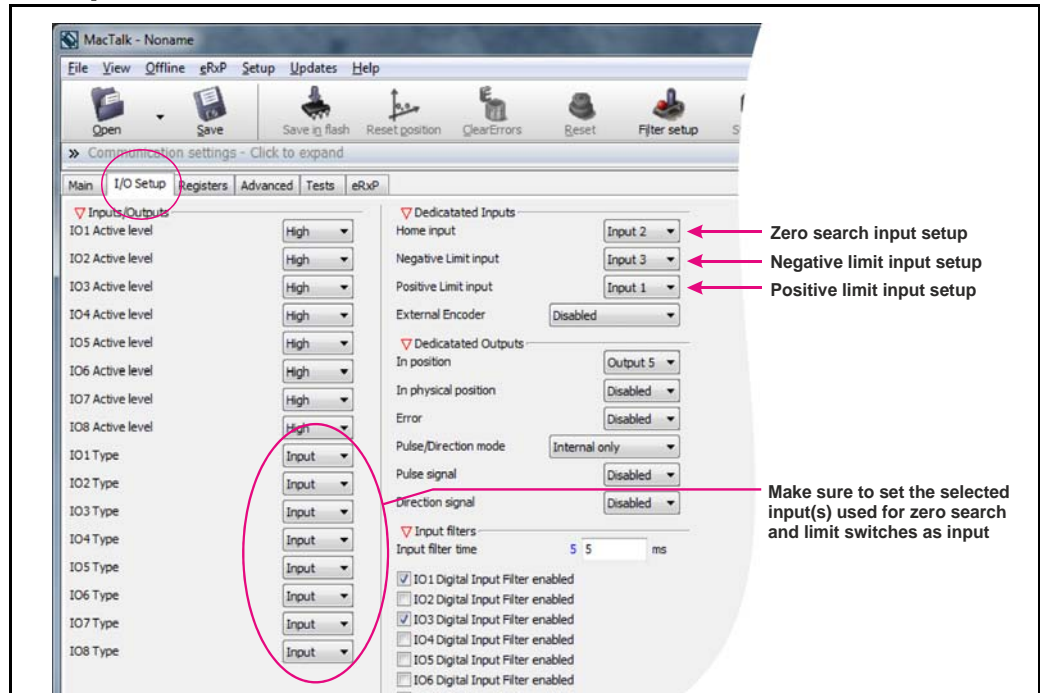 MacTalk - Noname
File View Offline eRxP Setup Updates Help
Open Save Save in flash Reset position ClearErrors Reset Filter setup
» Communication settings - Click to expand
Main I/O Setup Registers Advanced Tests eRxP
Inputs/Outputs
IO1 Active level High
IO2 Active level High
IO3 Active level High
IO4 Active level High
IO5 Active level High
IO6 Active level High
IO7 Active level High
IO8 Active level High
IO1 Type Input
IO2 Type Input
IO3 Type Input
IO4 Type Input
IO5 Type Input
IO6 Type Input
IO7 Type Input
IO8 Type Input
Dedicatated Inputs
Home input Input 2
Negative Limit input Input 3
Positive Limit input Input 1
External Encoder Disabled
Dedicatated Outputs
In position Output 5
In physical position Disabled
Error Disabled
Pulse/Direction mode Internal only
Pulse signal Disabled
Direction signal Disabled
Input filters
Input filter time 5 5 ms
IO1 Digital Input Filter enabled
IO2 Digital Input Filter enabled
IO3 Digital Input Filter enabled
IO4 Digital Input Filter enabled
IO5 Digital Input Filter enabled
IO6 Digital Input Filter enabled
Zero search input setup
Negative limit input setup
Positive limit input setup
Make sure to set the selected
input(s) used for zero search
and limit switches as input